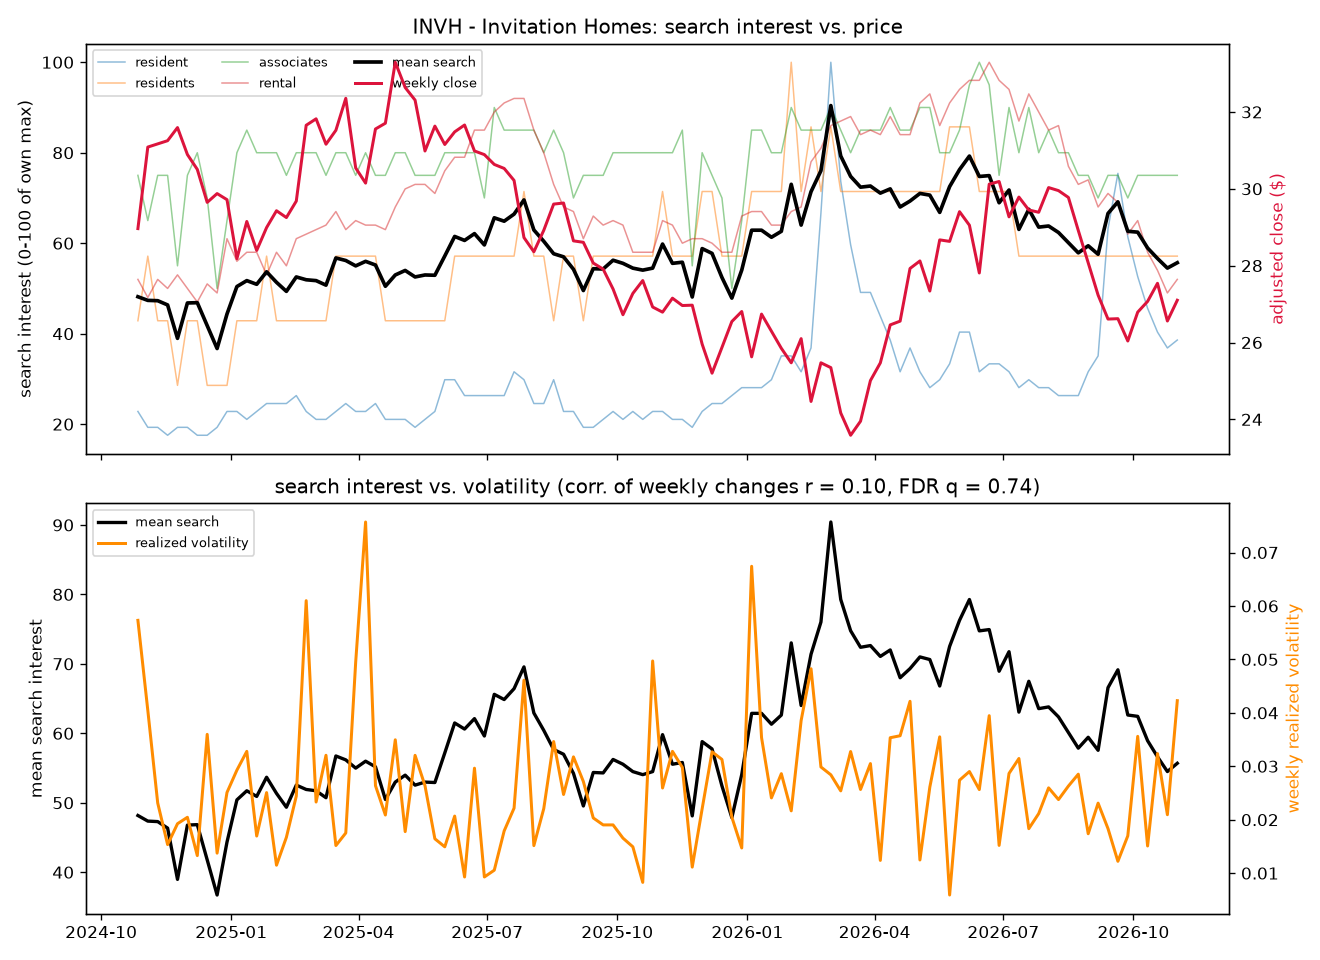 INVH - Invitation Homes: search interest vs. price
resident
residents
associates
rental
mean search
weekly close
100
80
60
40
20
search interest (0-100 of own max)
32
30
28
26
24
adjusted close ($)
search interest vs. volatility (corr. of weekly changes r = 0.10, FDR q = 0.74)
mean search
realized volatility
90
80
70
60
50
40
mean search interest
0.07
0.06
0.05
0.04
0.03
0.02
0.01
weekly realized volatility
2024-10
2025-01
2025-04
2025-07
2025-10
2026-01
2026-04
2026-07
2026-10